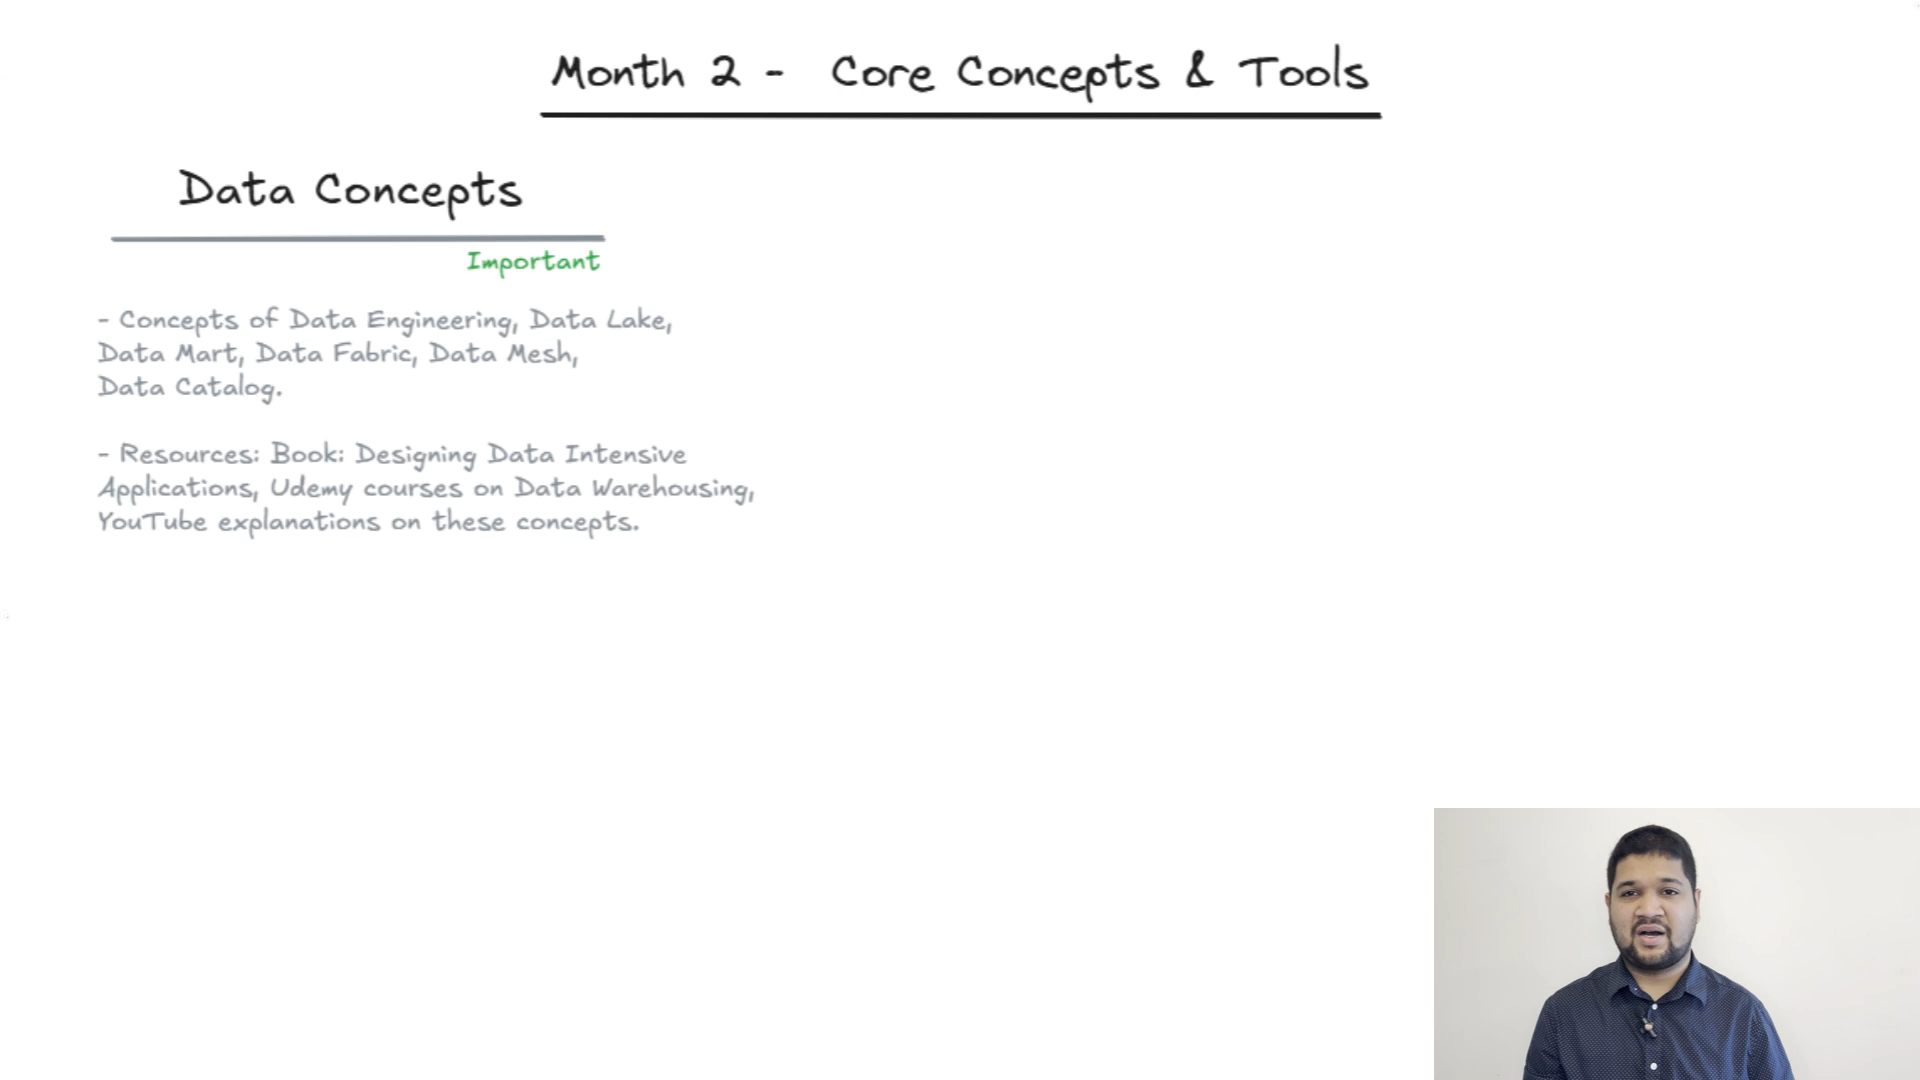 Month 2 - Core Concepts & Tools
Data Concepts
Important
- Concepts of Data Engineering, Data Lake,
Data Mart, Data Fabric, Data Mesh,
Data Catalog.
- Resources: Book: Designing Data Intensive
Applications, Udemy courses on Data Warehousing,
YouTube explanations on these concepts.